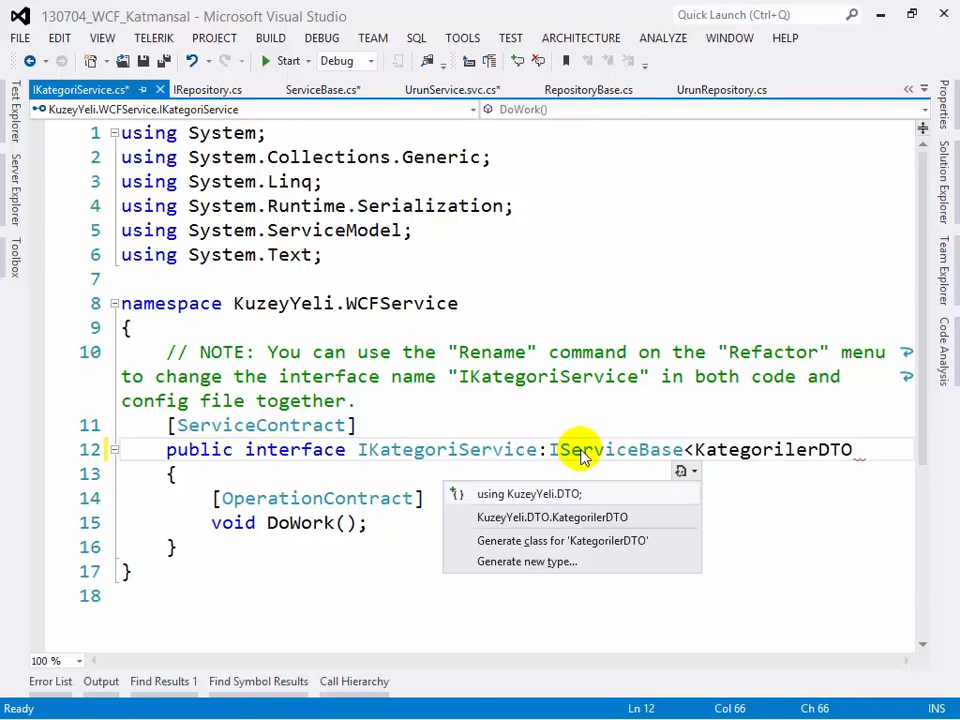 130704_WCF_Katmansal - Microsoft Visual Studio
Quick Launch (Ctrl+Q)
FILE EDIT VIEW TELERIK PROJECT BUILD DEBUG TEAM SQL TOOLS TEST ARCHITECTURE ANALYZE WINDOW HELP
Start Debug
IKategoriService.cs* IRepository.cs ServiceBase.cs* UrunService.svc.cs* RepositoryBase.cs UrunRepository.cs
KuzeyYeli.WCFService.IKategoriService DoWork()
Test Explorer
Server Explorer
Toolbox
Properties
Solution Explorer
Team Explorer
Code Analysis
1 using System;
2 using System.Collections.Generic;
3 using System.Linq;
4 using System.Runtime.Serialization;
5 using System.ServiceModel;
6 using System.Text;
7
8 namespace KuzeyYeli.WCFService
9 {
10 // NOTE: You can use the "Rename" command on the "Refactor" menu
to change the interface name "IKategoriService" in both code and
config file together.
11 [ServiceContract]
12 public interface IKategoriService:IServiceBase<KategorilerDTO
13 {
14 [OperationContract]
15 void DoWork();
16 }
17 }
18
using KuzeyYeli.DTO;
KuzeyYeli.DTO.KategorilerDTO
Generate class for 'KategorilerDTO'
Generate new type...
100 %
Error List Output Find Results 1 Find Symbol Results Call Hierarchy
Ready Ln 12 Col 66 Ch 66 INS